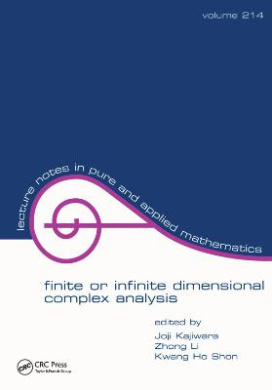 volume 214
lecture notes in pure and applied mathematics
finite or infinite dimensional
complex analysis
edited by
Joji Kajiwara
Zhong Li
Kwang Ho Shon
CRC Press
Taylor & Francis Group